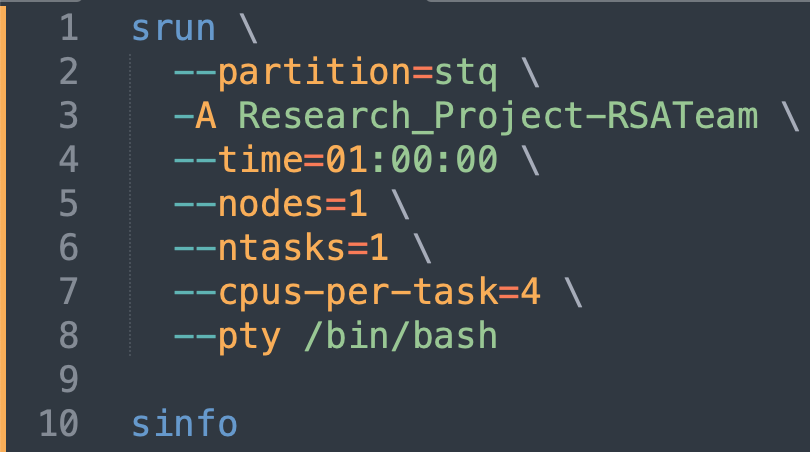 1 srun \
2 --partition=stq \
3 -A Research_Project-RSATeam \
4 --time=01:00:00 \
5 --nodes=1 \
6 --ntasks=1 \
7 --cpus-per-task=4 \
8 --pty /bin/bash
9
10 sinfo